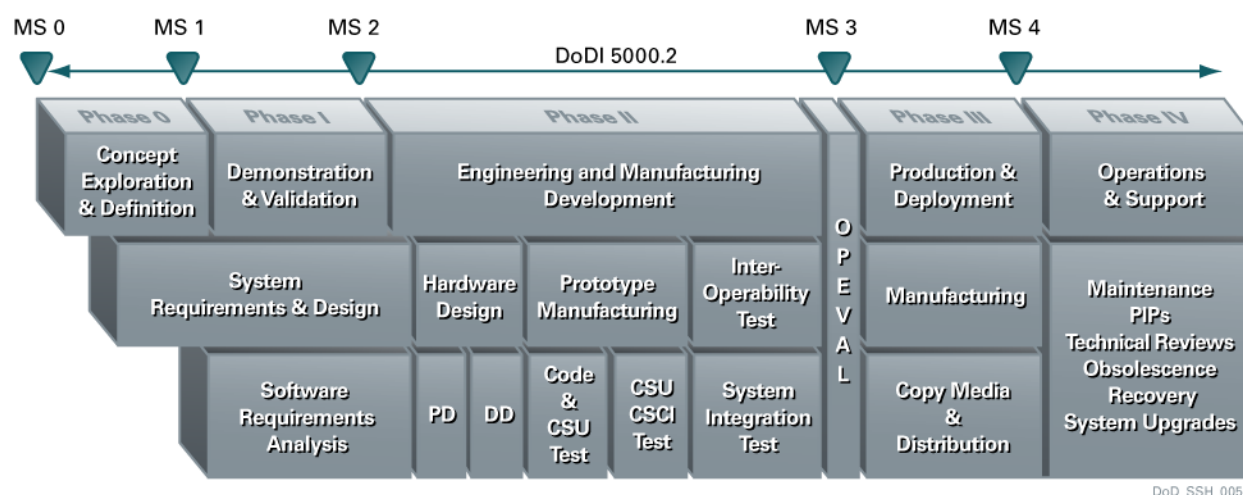 MS 0
MS 1
MS 2
MS 3
MS 4
DoDI 5000.2
Phase 0
Phase I
Phase II
Phase III
Phase IV
Concept
Exploration
& Definition
Demonstration
& Validation
Engineering and Manufacturing
Development
O
P
E
V
A
L
Production &
Deployment
Operations
& Support
System
Requirements & Design
Hardware
Design
Prototype
Manufacturing
Inter-
Operability
Test
Manufacturing
Maintenance
PIPs
Technical Reviews
Obsolescence
Recovery
System Upgrades
Software
Requirements
Analysis
PD
DD
Code
&
CSU
Test
CSU
CSCI
Test
System
Integration
Test
Copy Media
&
Distribution
DoD_SSH_005